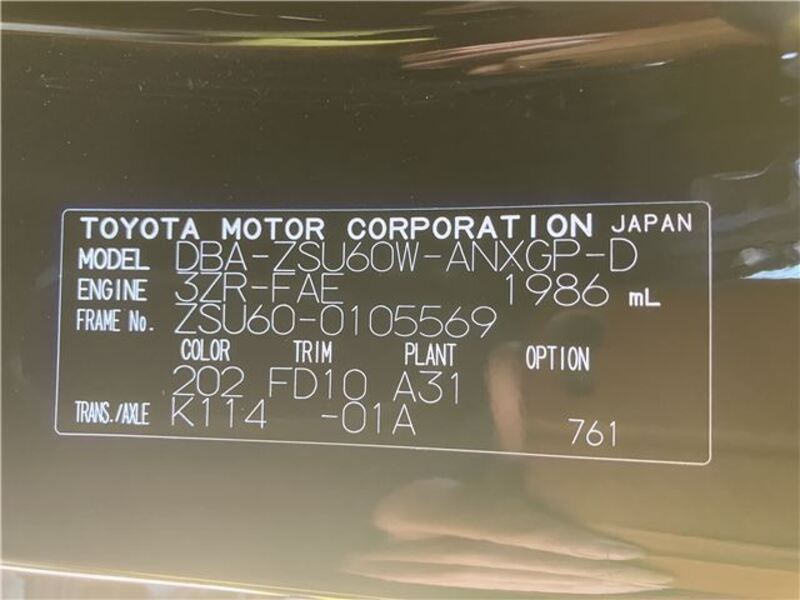 TOYOTA MOTOR CORPORATION JAPAN
MODEL DBA-ZSU60W-ANXGP-D
ENGINE 3ZR-FAE 1986 mL
FRAME No. ZSU60-0105569
COLOR TRIM PLANT OPTION
202 FD10 A31
TRANS./AXLE K114 -01A
761